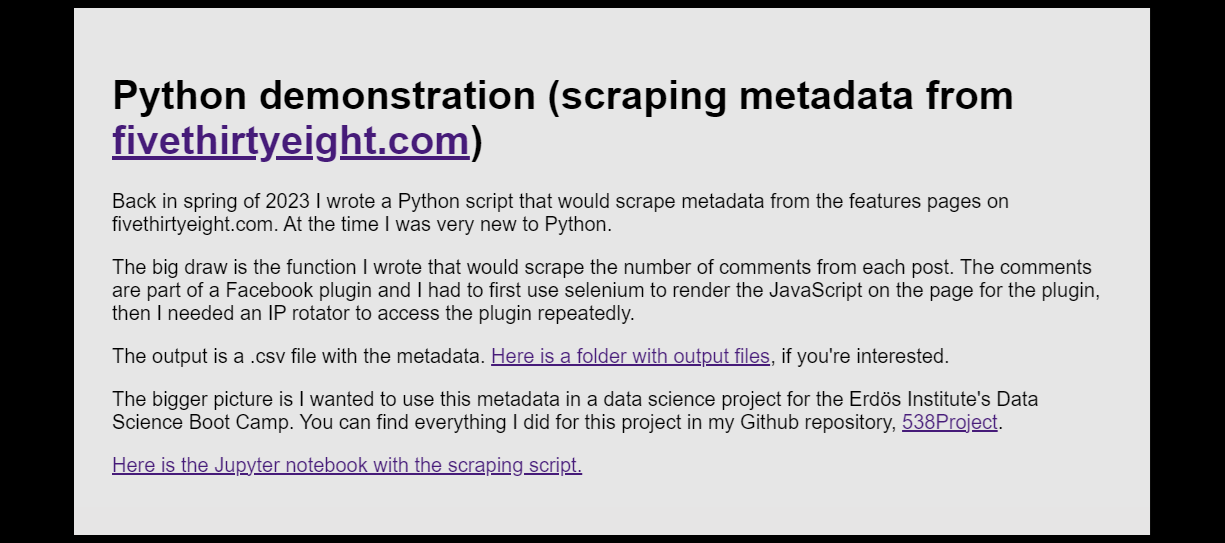 Python demonstration (scraping metadata from
fivethirtyeight.com)
Back in spring of 2023 I wrote a Python script that would scrape metadata from the features pages on
fivethirtyeight.com. At the time I was very new to Python.
The big draw is the function I wrote that would scrape the number of comments from each post. The comments
are part of a Facebook plugin and I had to first use selenium to render the JavaScript on the page for the plugin,
then I needed an IP rotator to access the plugin repeatedly.
The output is a .csv file with the metadata. Here is a folder with output files, if you're interested.
The bigger picture is I wanted to use this metadata in a data science project for the Erdös Institute's Data
Science Boot Camp. You can find everything I did for this project in my Github repository, 538Project.
Here is the Jupyter notebook with the scraping script.